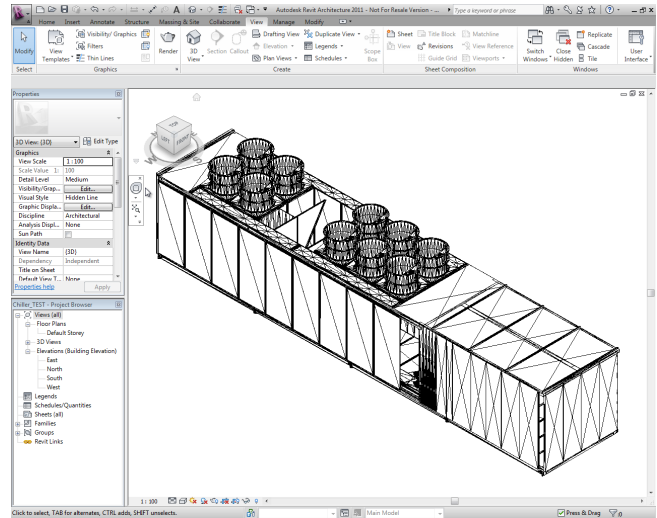 Autodesk Revit Architecture 2011 - Not For Resale Version -
Type a keyword or phrase
Home Insert Annotate Structure Massing & Site Collaborate View Manage Modify
Modify
View Templates
Visibility/ Graphics
Filters
Thin Lines
Render
3D View
Section
Callout
Drafting View
Elevation
Plan Views
Duplicate View
Legends
Schedules
Scope Box
Sheet
View
Title Block
Revisions
Guide Grid
Matchline
View Reference
Viewports
Switch Windows
Close Hidden
Replicate
Cascade
Tile
User Interface
Select Graphics Create Sheet Composition Windows
Properties
3D View: {3D} Edit Type
Graphics
View Scale 1 : 100
Scale Value 1: 100
Detail Level Medium
Visibility/Grap... Edit...
Visual Style Hidden Line
Graphic Displa... Edit...
Discipline Architectural
Analysis Displ... None
Sun Path
Identity Data
View Name {3D}
Dependency Independent
Title on Sheet
Default View T... None
Properties help Apply
Chiller_TEST - Project Browser
Views (all)
Floor Plans
Default Storey
3D Views
Elevations (Building Elevation)
East
North
South
West
Legends
Schedules/Quantities
Sheets (all)
Families
Groups
Revit Links
TOP
LEFT
FRONT
W
S
1 : 100
Click to select, TAB for alternates, CTRL adds, SHIFT unselects.
Main Model
Press & Drag
:0